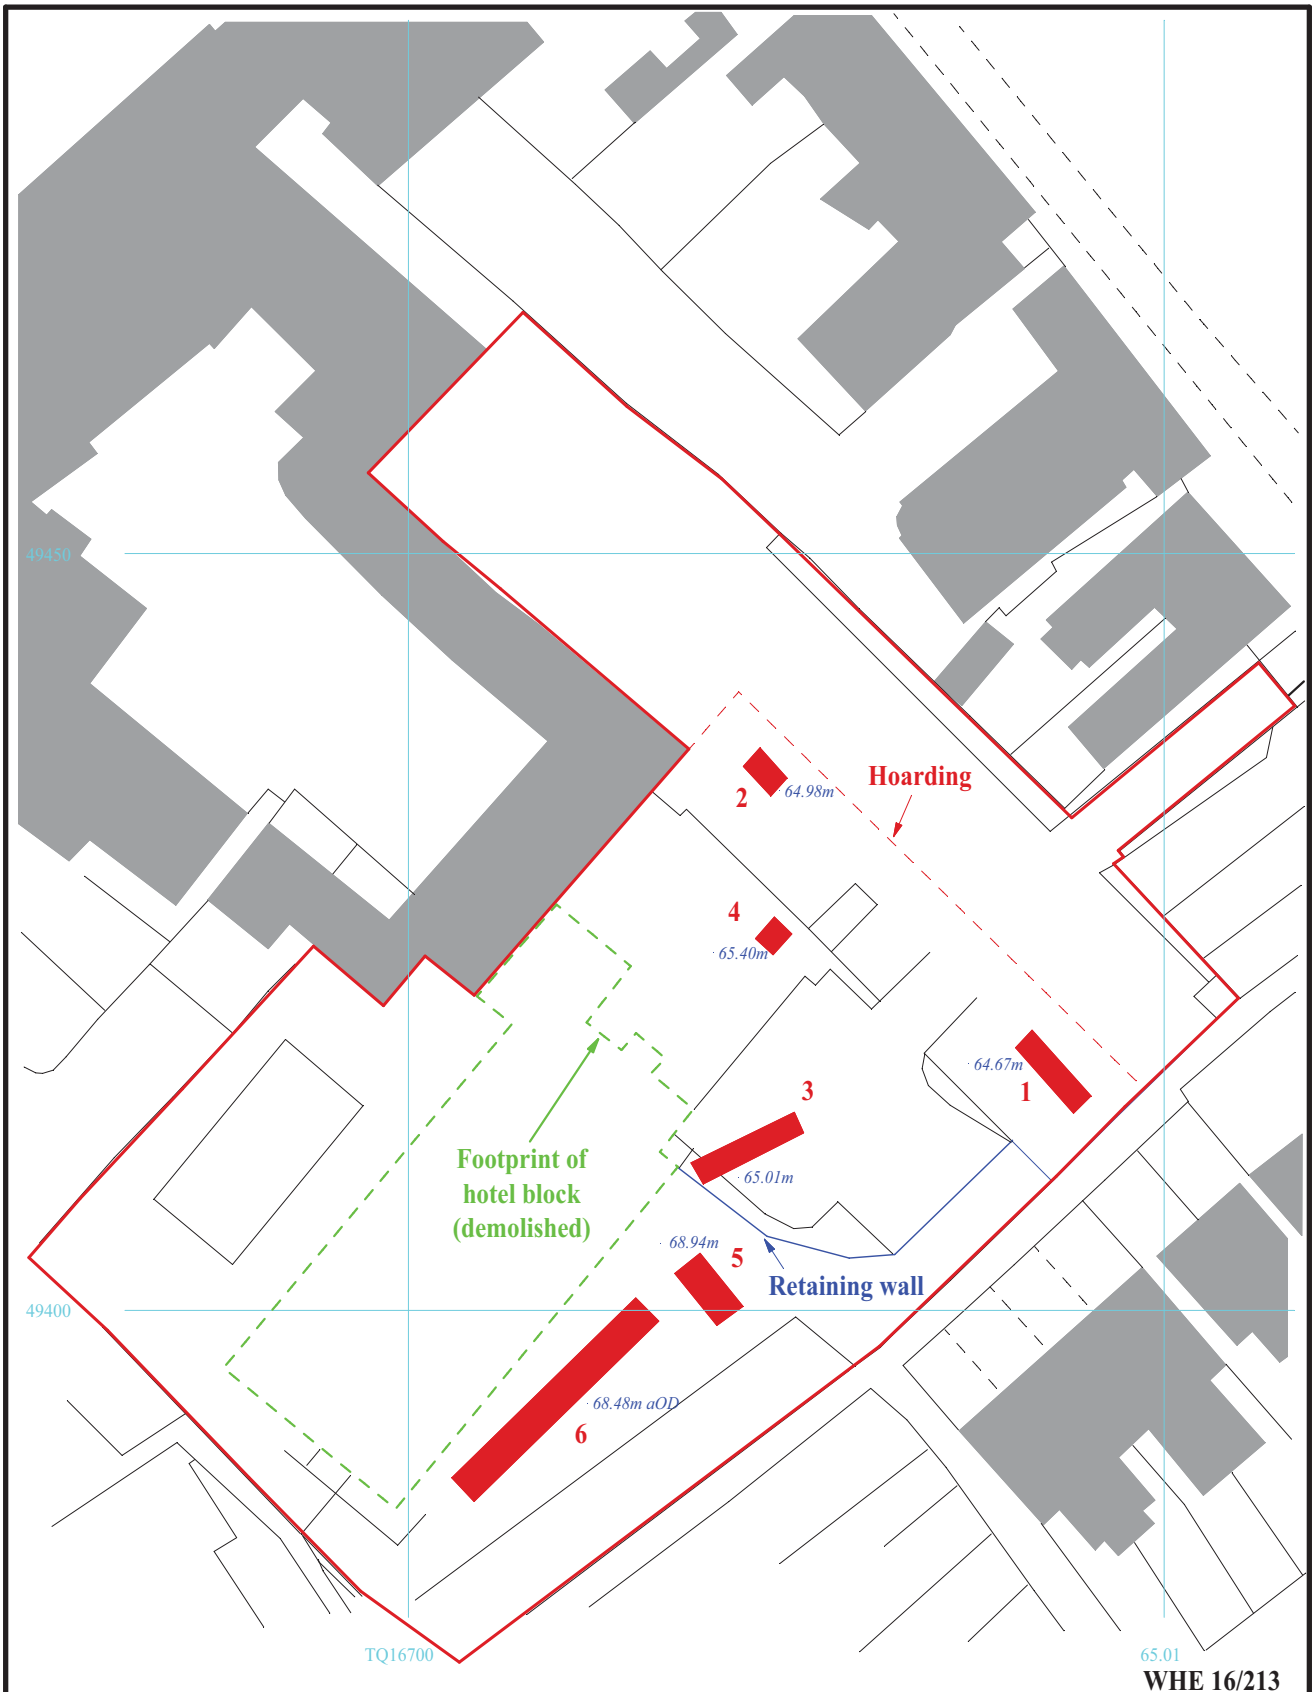 49450
Hoarding
2
64.98m
4
65.40m
64.67m
1
3
Footprint of
hotel block
(demolished)
65.01m
68.94m
5
Retaining wall
49400
68.48m aOD
6
TQ16700
65.01
WHE 16/213